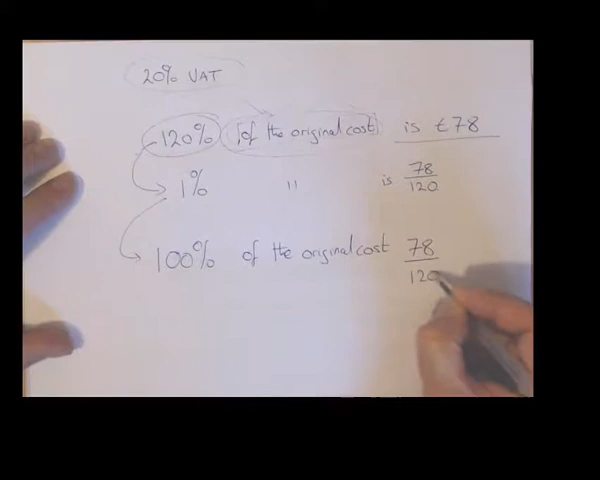 20% VAT
120% of the original cost is £78
1% " is 78/120
100% of the original cost 78/120